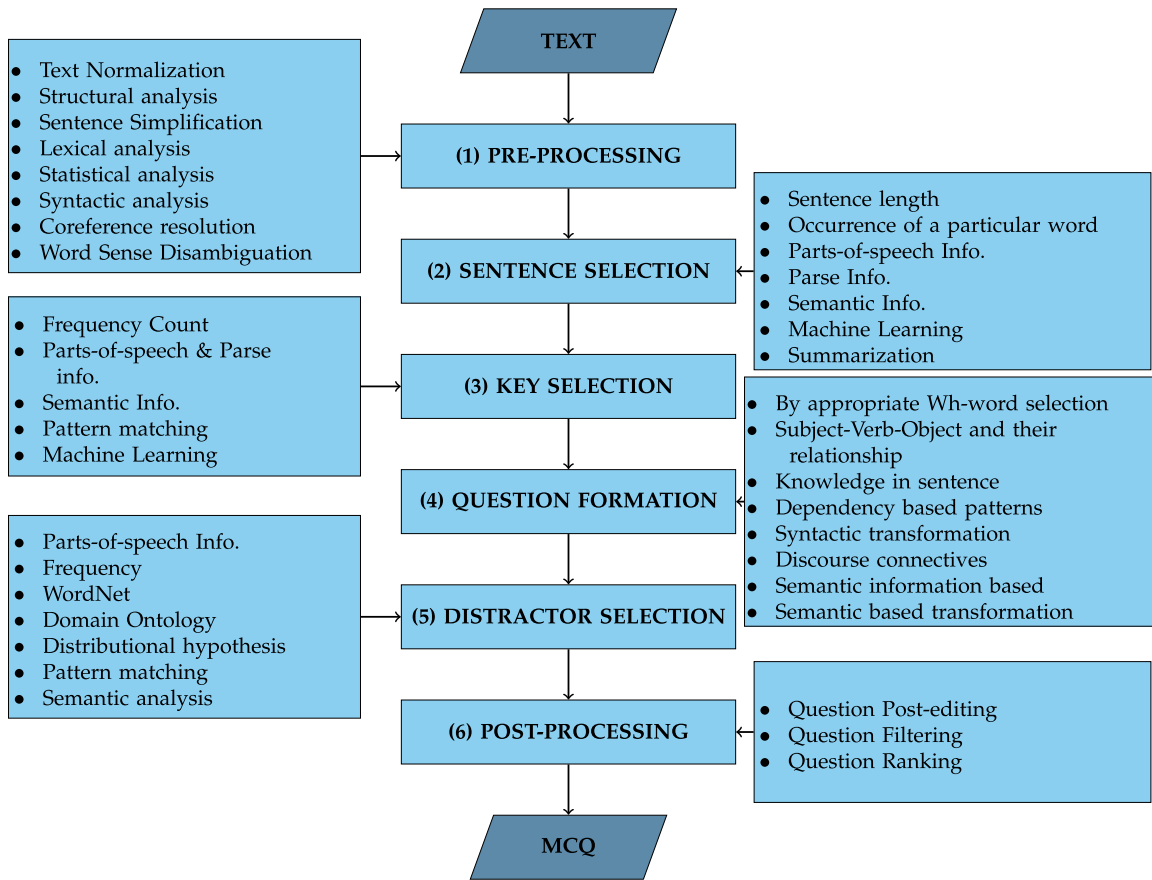 TEXT
● Text Normalization
● Structural analysis
● Sentence Simplification
● Lexical analysis
● Statistical analysis
● Syntactic analysis
● Coreference resolution
● Word Sense Disambiguation
(1) PRE-PROCESSING
(2) SENTENCE SELECTION
● Sentence length
● Occurrence of a particular word
● Parts-of-speech Info.
● Parse Info.
● Semantic Info.
● Machine Learning
● Summarization
● Frequency Count
● Parts-of-speech & Parse
info.
● Semantic Info.
● Pattern matching
● Machine Learning
(3) KEY SELECTION
(4) QUESTION FORMATION
● By appropriate Wh-word selection
● Subject-Verb-Object and their
relationship
● Knowledge in sentence
● Dependency based patterns
● Syntactic transformation
● Discourse connectives
● Semantic information based
● Semantic based transformation
● Parts-of-speech Info.
● Frequency
● WordNet
● Domain Ontology
● Distributional hypothesis
● Pattern matching
● Semantic analysis
(5) DISTRACTOR SELECTION
(6) POST-PROCESSING
● Question Post-editing
● Question Filtering
● Question Ranking
MCQ